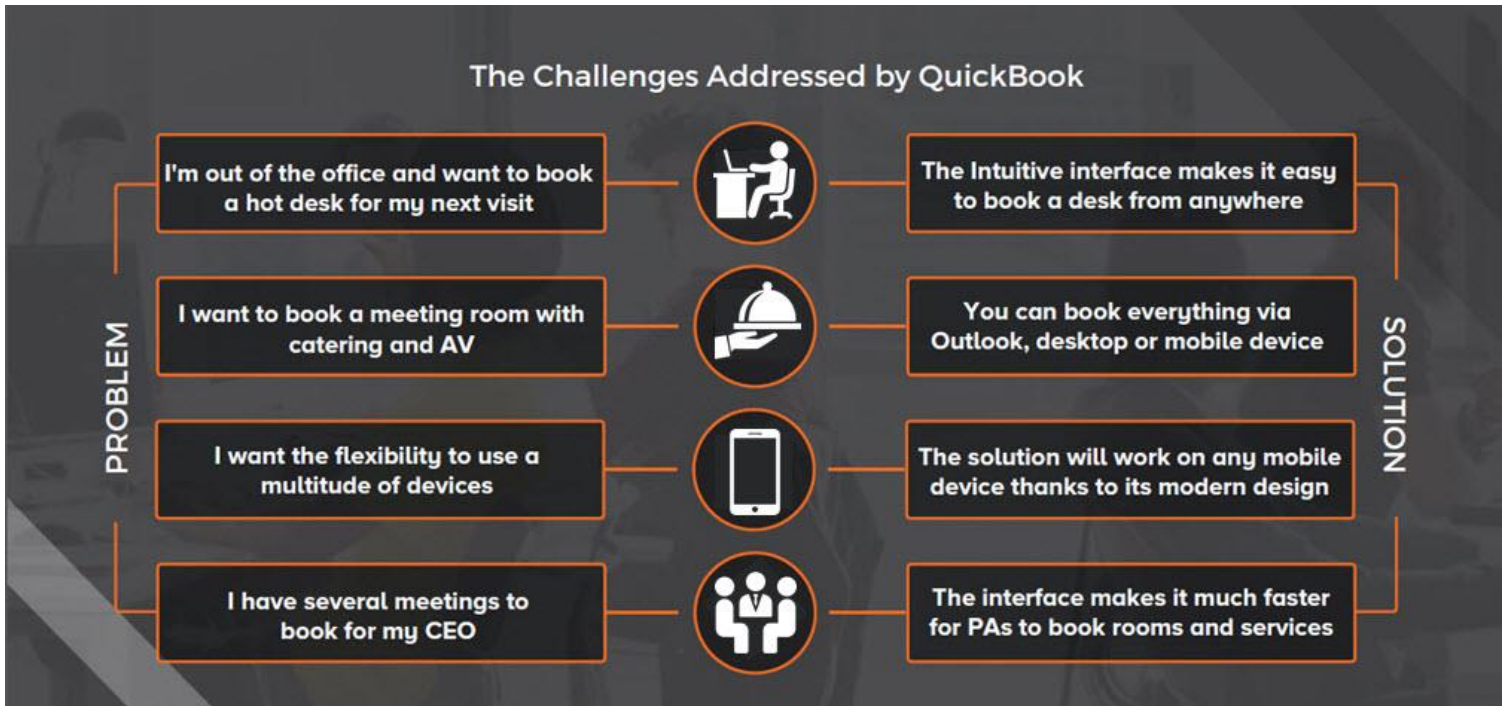 The Challenges Addressed by QuickBook
PROBLEM
I'm out of the office and want to book
a hot desk for my next visit
The Intuitive interface makes it easy
to book a desk from anywhere
I want to book a meeting room with
catering and AV
You can book everything via
Outlook, desktop or mobile device
I want the flexibility to use a
multitude of devices
The solution will work on any mobile
device thanks to its modern design
I have several meetings to
book for my CEO
The interface makes it much faster
for PAs to book rooms and services
SOLUTION